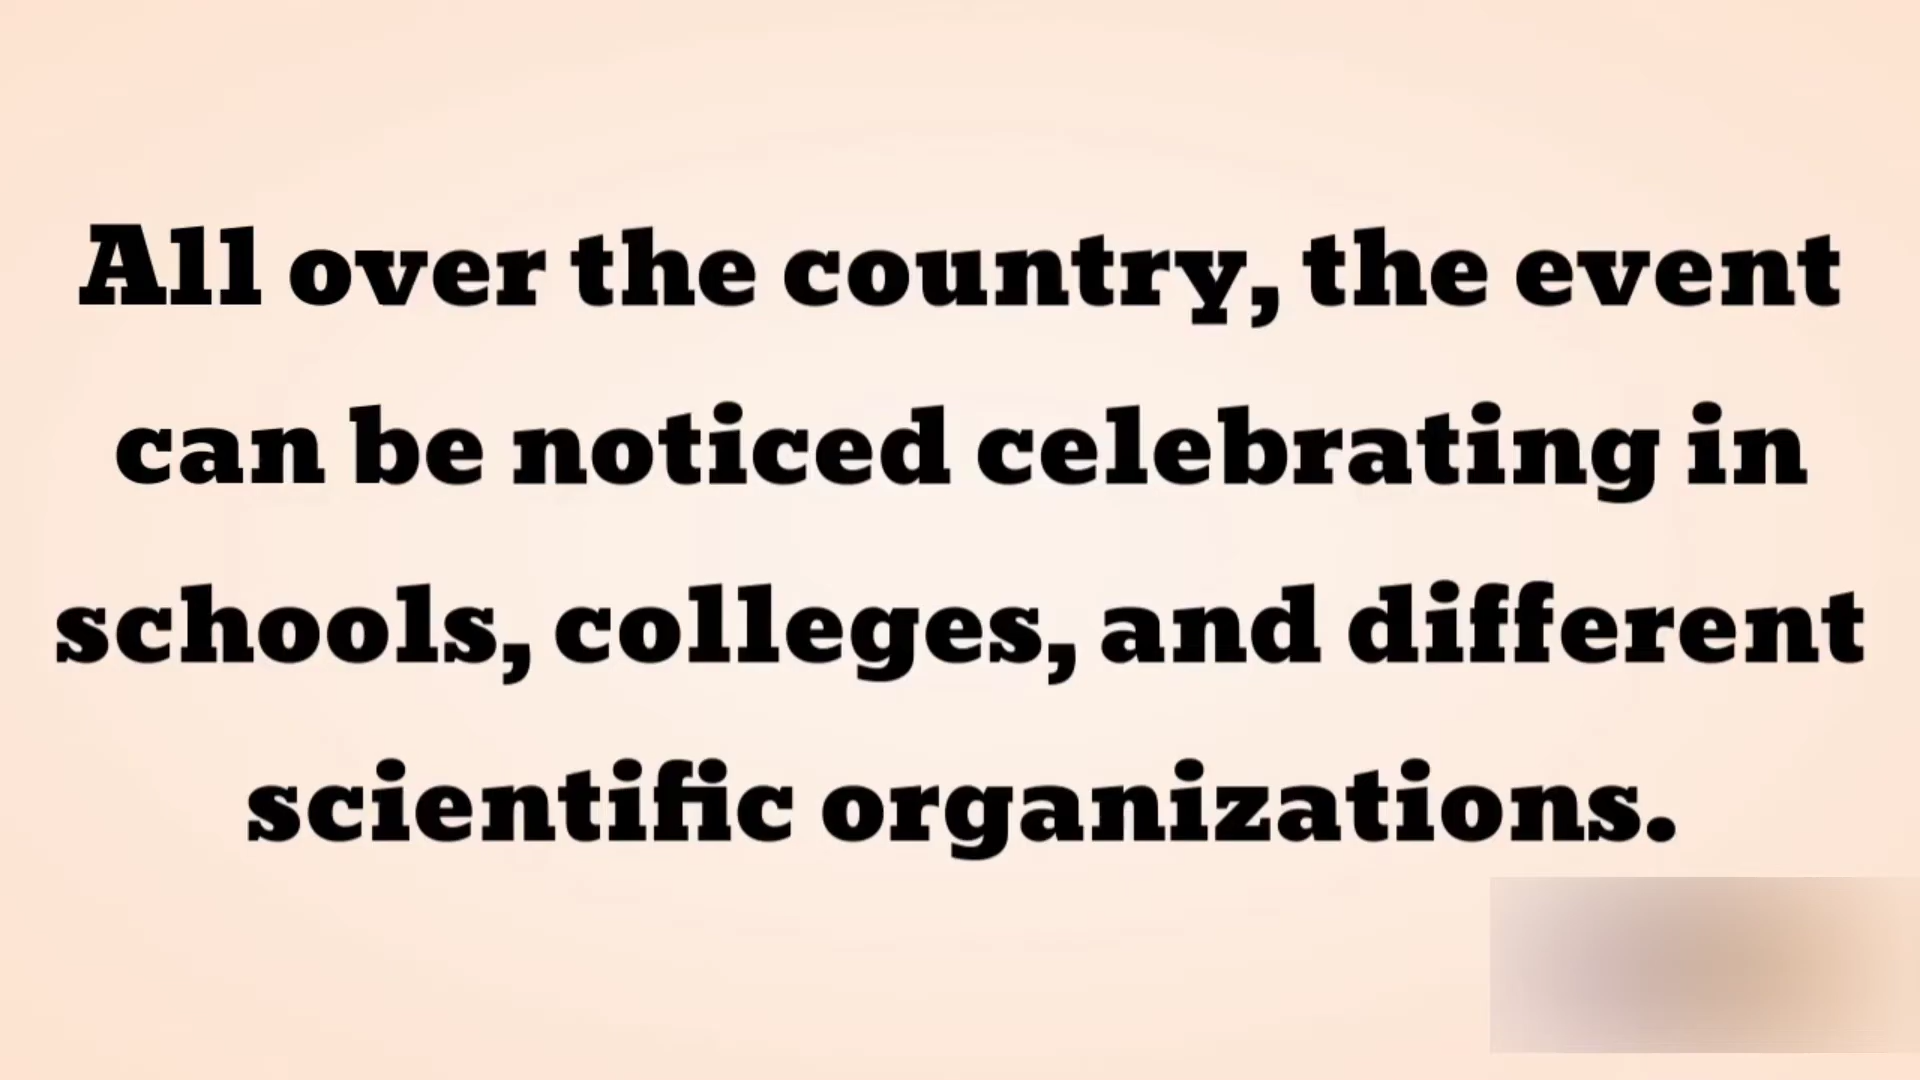 All over the country, the event
can be noticed celebrating in
schools, colleges, and different
scientific organizations.